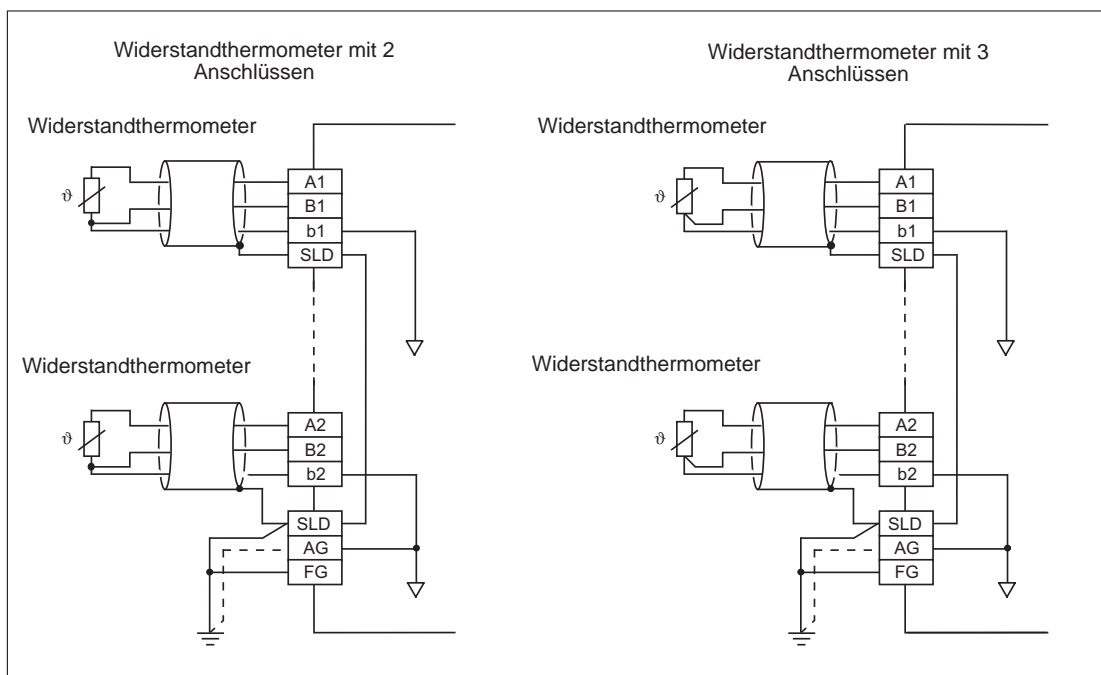 Widerstandthermometer mit 2
Anschlüssen
Widerstandthermometer
ϑ
A1
B1
b1
SLD
Widerstandthermometer
ϑ
A2
B2
b2
SLD
AG
FG
Widerstandthermometer mit 3
Anschlüssen
Widerstandthermometer
ϑ
A1
B1
b1
SLD
Widerstandthermometer
ϑ
A2
B2
b2
SLD
AG
FG